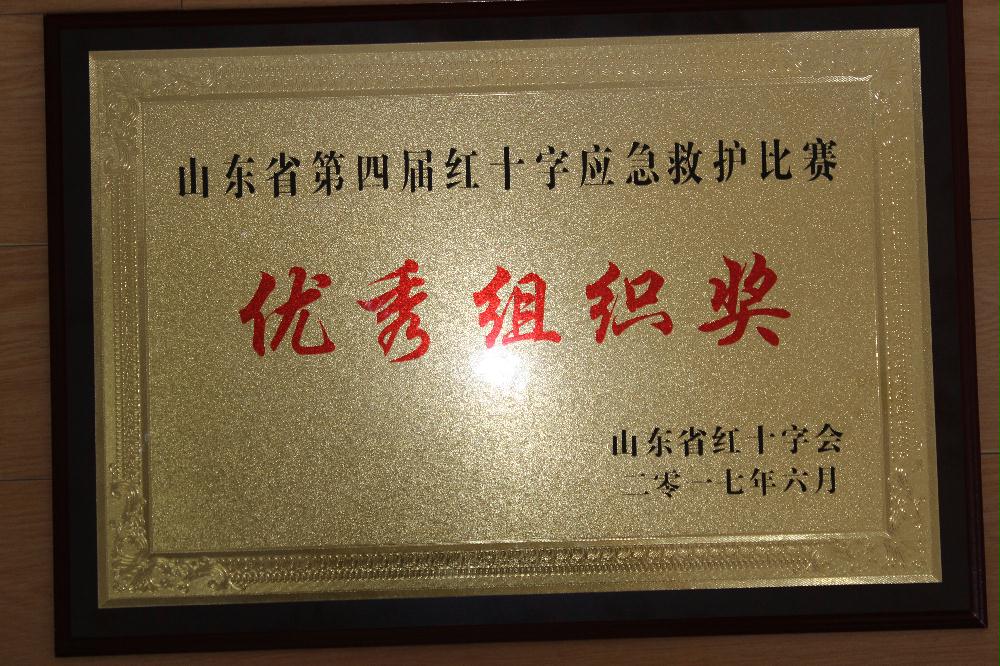 山东省第四届红十字应急救护比赛
优秀组织奖
山东省红十字会
二零一七年六月